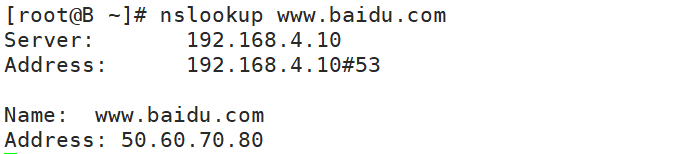 [root@B ~]# nslookup www.baidu.com
Server:        192.168.4.10
Address:       192.168.4.10#53

Name:  www.baidu.com
Address: 50.60.70.80